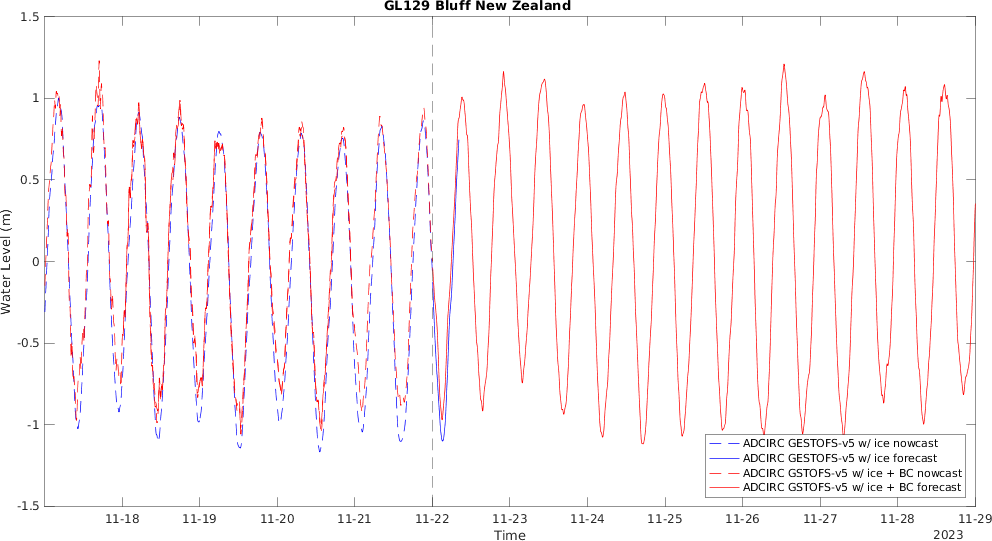 GL129 Bluff New Zealand
1.5
1
0.5
0
-0.5
-1
-1.5
Water Level (m)
11-18 11-19 11-20 11-21 11-22 11-23 11-24 11-25 11-26 11-27 11-28 11-29
Time
2023
ADCIRC GESTOFS-v5 w/ ice nowcast
ADCIRC GESTOFS-v5 w/ ice forecast
ADCIRC GSTOFS-v5 w/ ice + BC nowcast
ADCIRC GSTOFS-v5 w/ ice + BC forecast